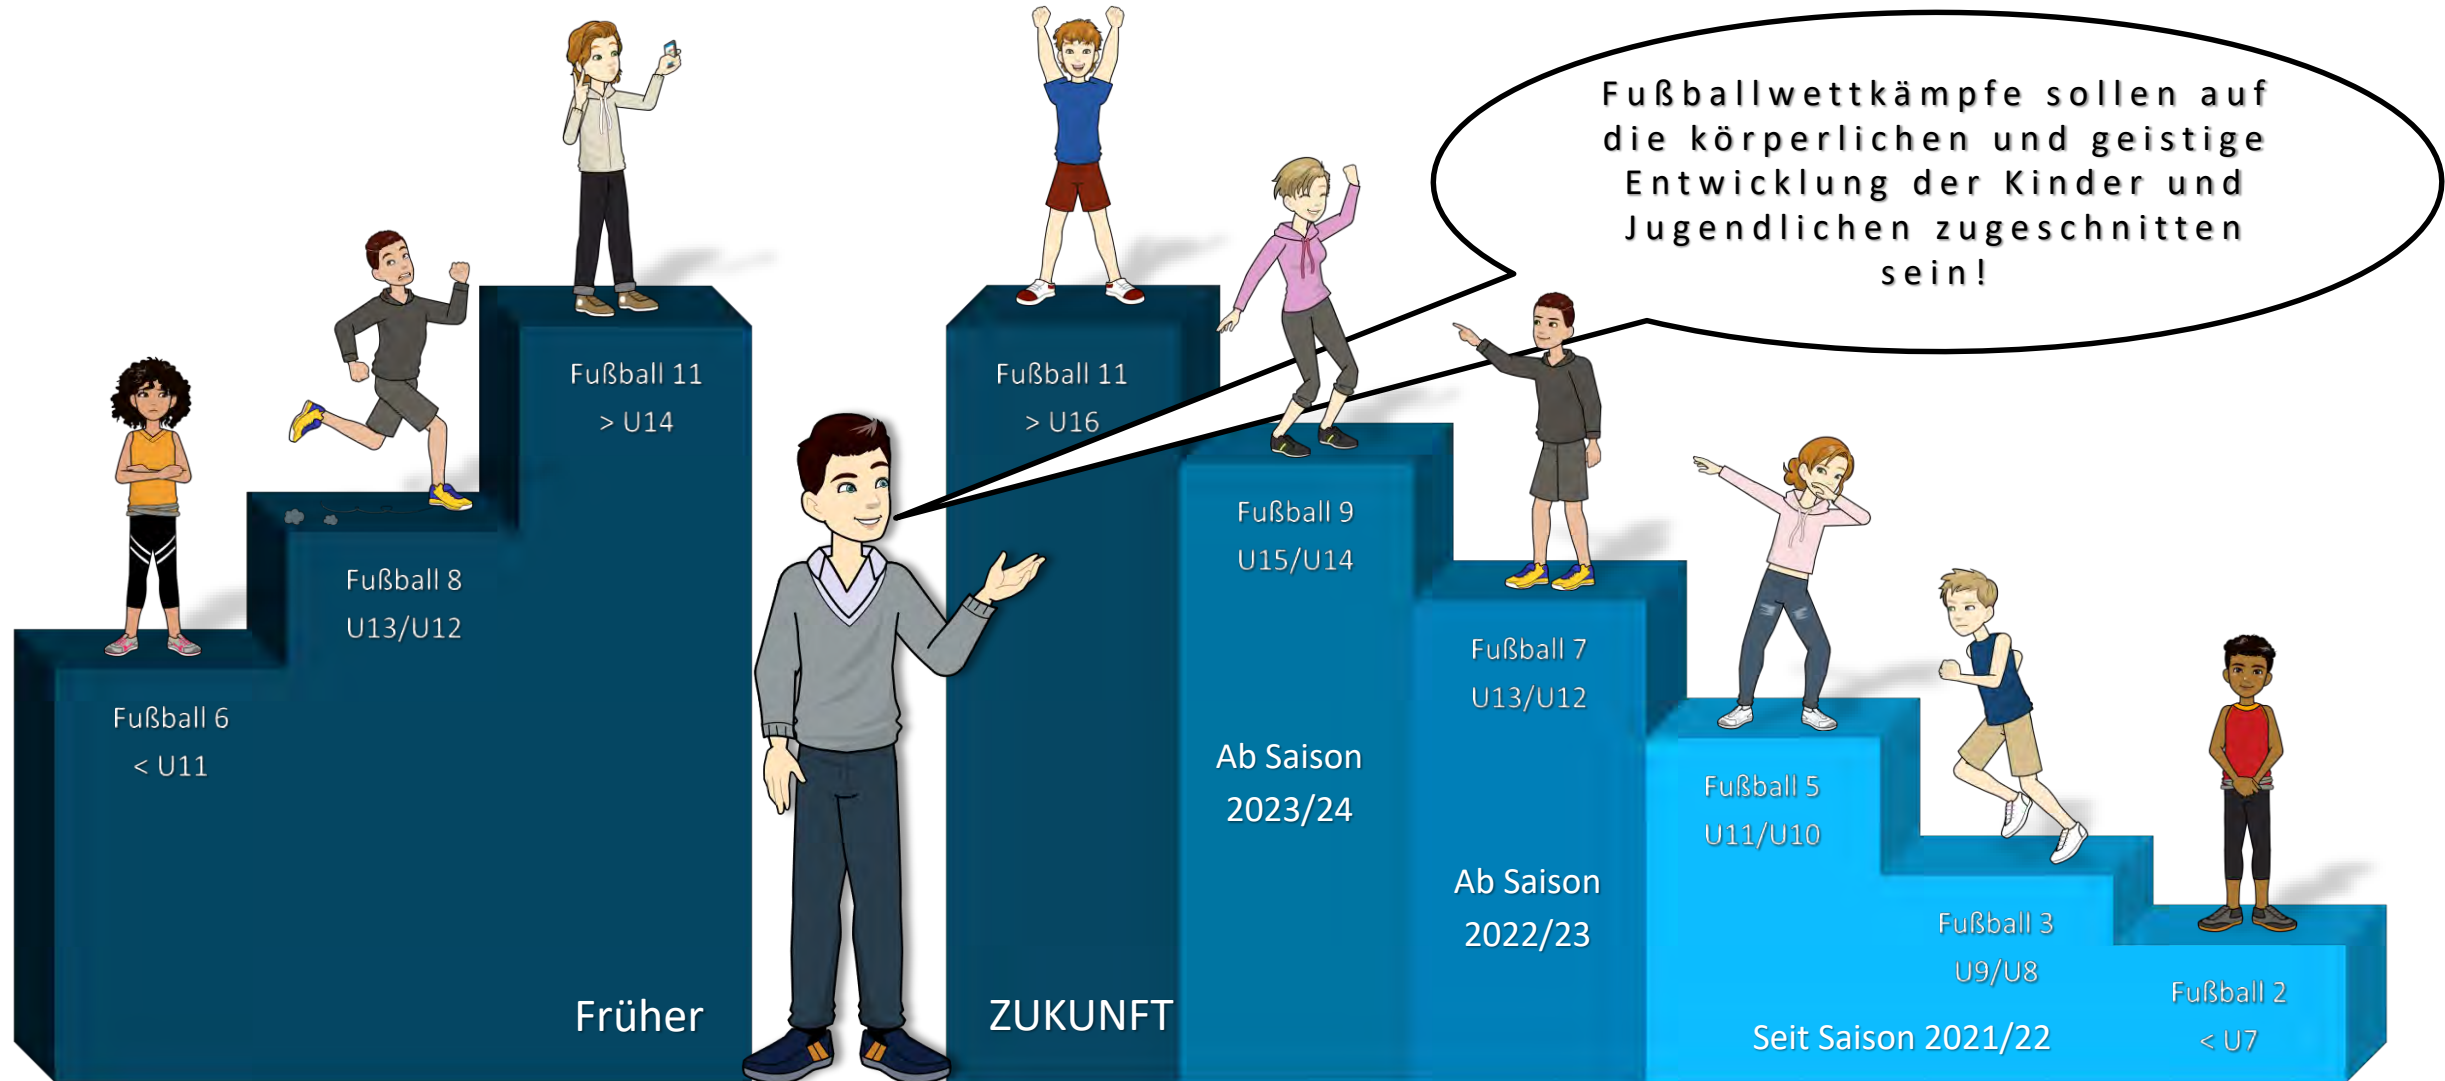 Fußballwettkämpfe sollen auf
die körperlichen und geistige
Entwicklung der Kinder und
Jugendlichen zugeschnitten
sein!
Fußball 6
< U11
Fußball 8
U13/U12
Fußball 11
> U14
Früher
Fußball 11
> U16
ZUKUNFT
Fußball 9
U15/U14
Ab Saison
2023/24
Fußball 7
U13/U12
Ab Saison
2022/23
Fußball 5
U11/U10
Fußball 3
U9/U8
Fußball 2
< U7
Seit Saison 2021/22